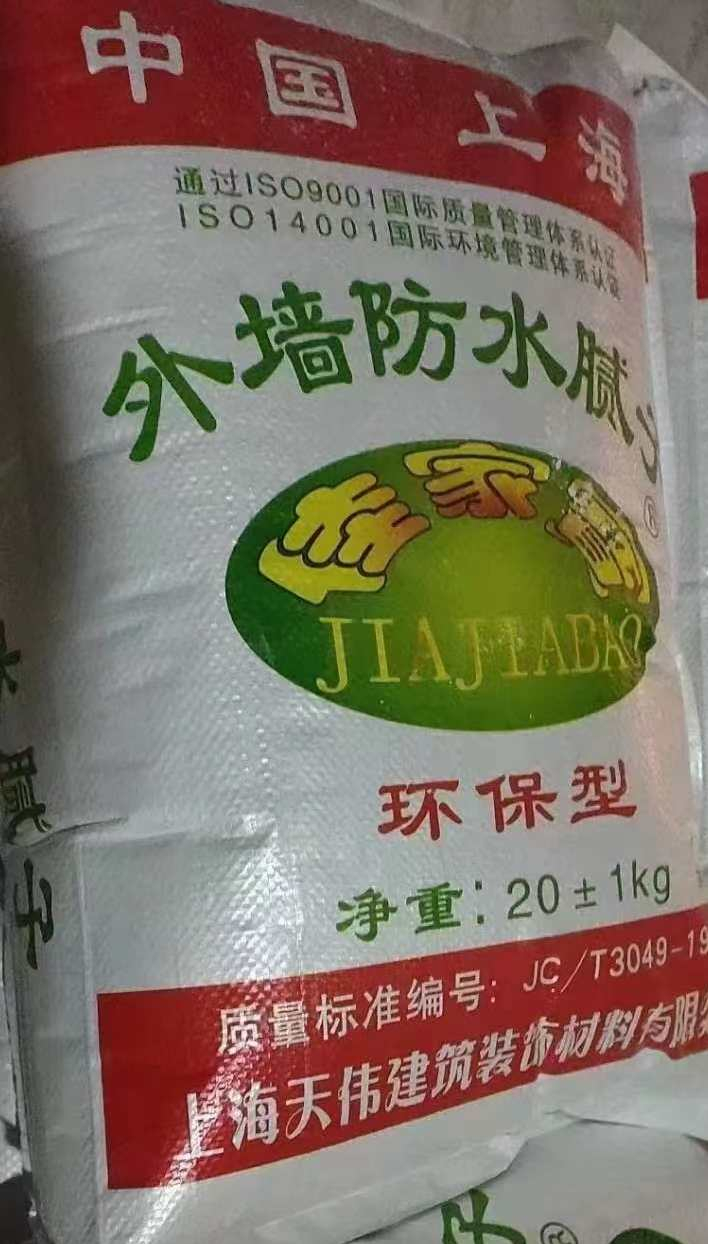 中国上海
通过ISO9001国际质量管理体系认证
ISO14001国际环境管理体系认证
外墙防水腻子
®
家
JIAJIABAO
环保型
净重：20±1kg
质量标准编号：JC/T3049-19
上海天伟建筑装饰材料有限
水腻子